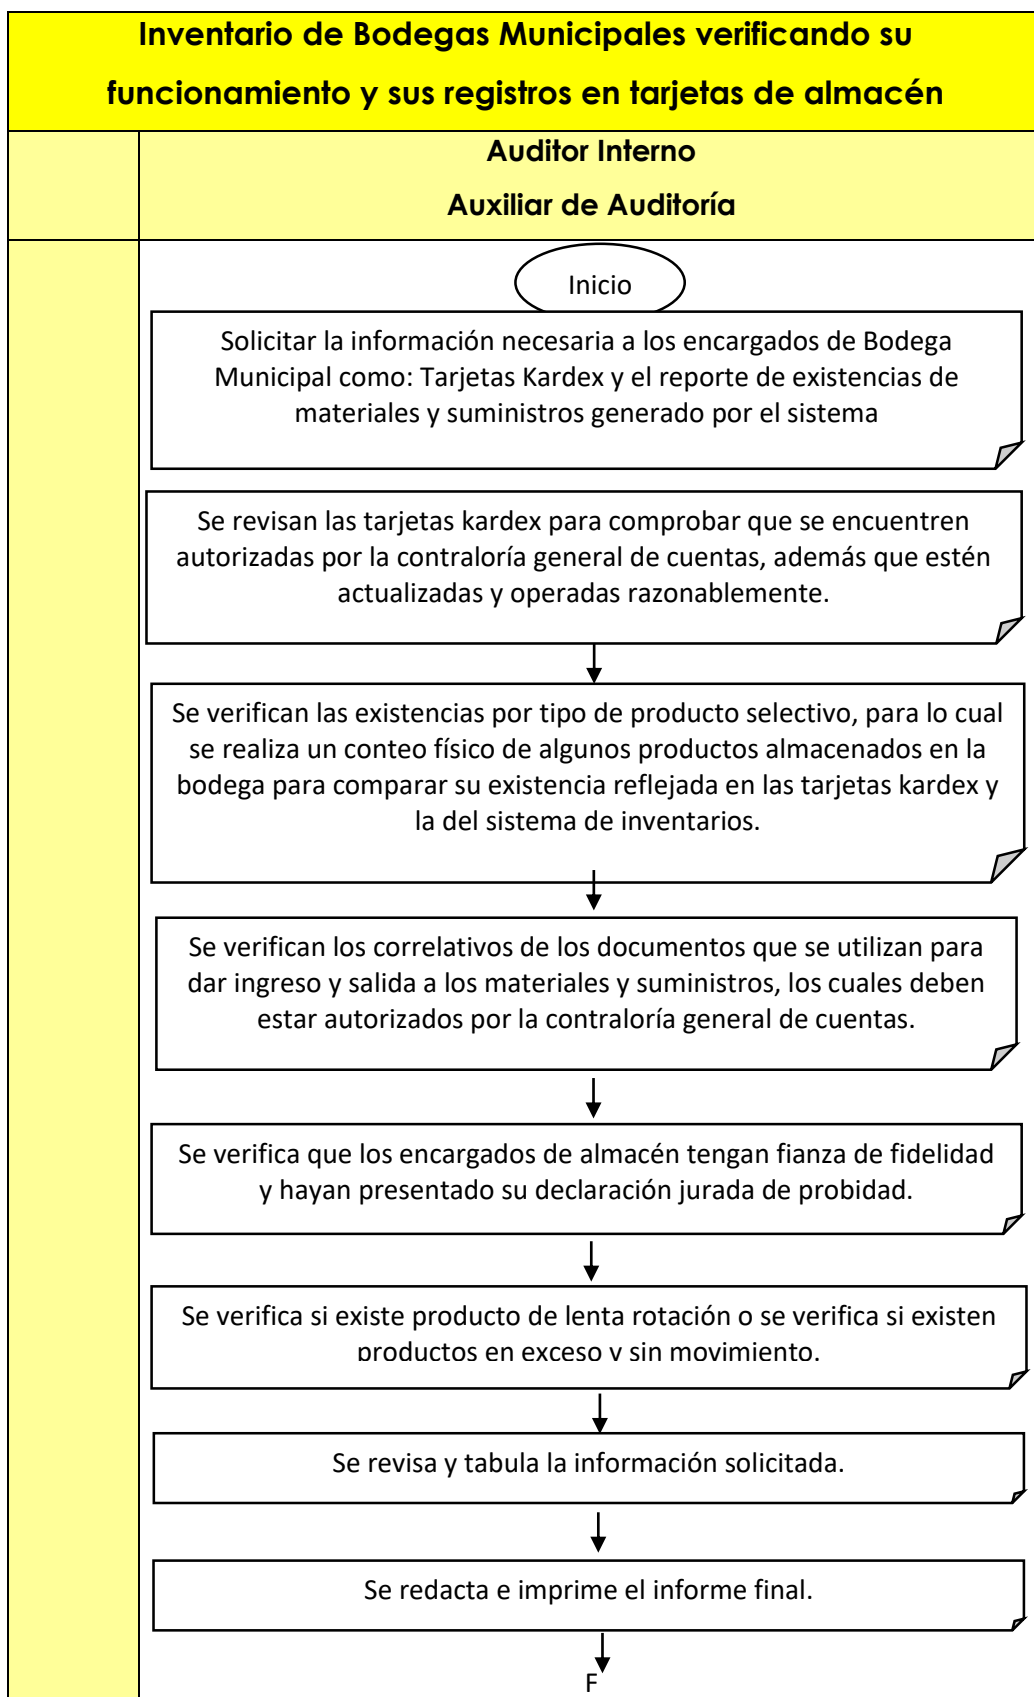 Inventario de Bodegas Municipales verificando su
funcionamiento y sus registros en tarjetas de almacén
Auditor Interno
Auxiliar de Auditoría
Inicio
Solicitar la información necesaria a los encargados de Bodega
Municipal como: Tarjetas Kardex y el reporte de existencias de
materiales y suministros generado por el sistema
Se revisan las tarjetas kardex para comprobar que se encuentren
autorizadas por la contraloría general de cuentas, además que estén
actualizadas y operadas razonablemente.
Se verifican las existencias por tipo de producto selectivo, para lo cual
se realiza un conteo físico de algunos productos almacenados en la
bodega para comparar su existencia reflejada en las tarjetas kardex y
la del sistema de inventarios.
Se verifican los correlativos de los documentos que se utilizan para
dar ingreso y salida a los materiales y suministros, los cuales deben
estar autorizados por la contraloría general de cuentas.
Se verifica que los encargados de almacén tengan fianza de fidelidad
y hayan presentado su declaración jurada de probidad.
Se verifica si existe producto de lenta rotación o se verifica si existen
productos en exceso y sin movimiento.
Se revisa y tabula la información solicitada.
Se redacta e imprime el informe final.
F